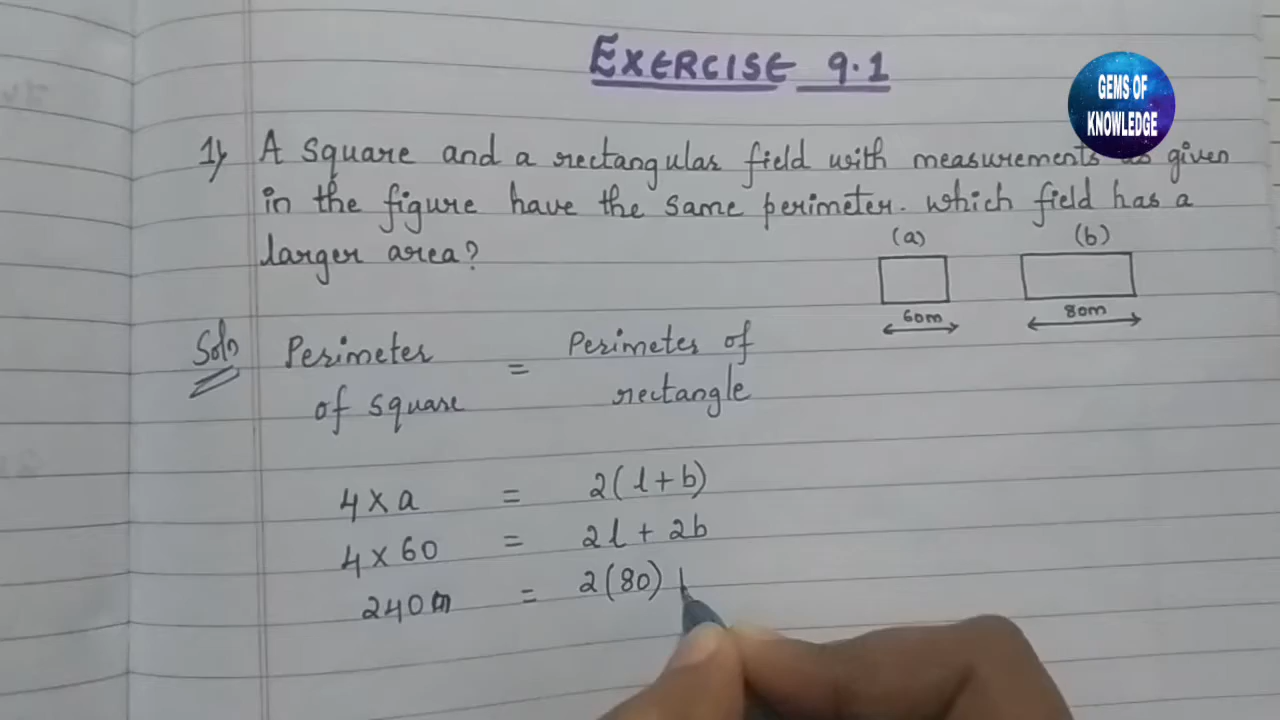 EXERCISE 9.1
GEMS OF
KNOWLEDGE
1) A square and a rectangular field with measurements as given
in the figure have the same perimeter. which field has a
larger area?
(a) (b)
60m 80m
Soln Perimeter = Perimeter of
of square rectangle
4 × a = 2(l + b)
4 × 60 = 2l + 2b
240m = 2(80)